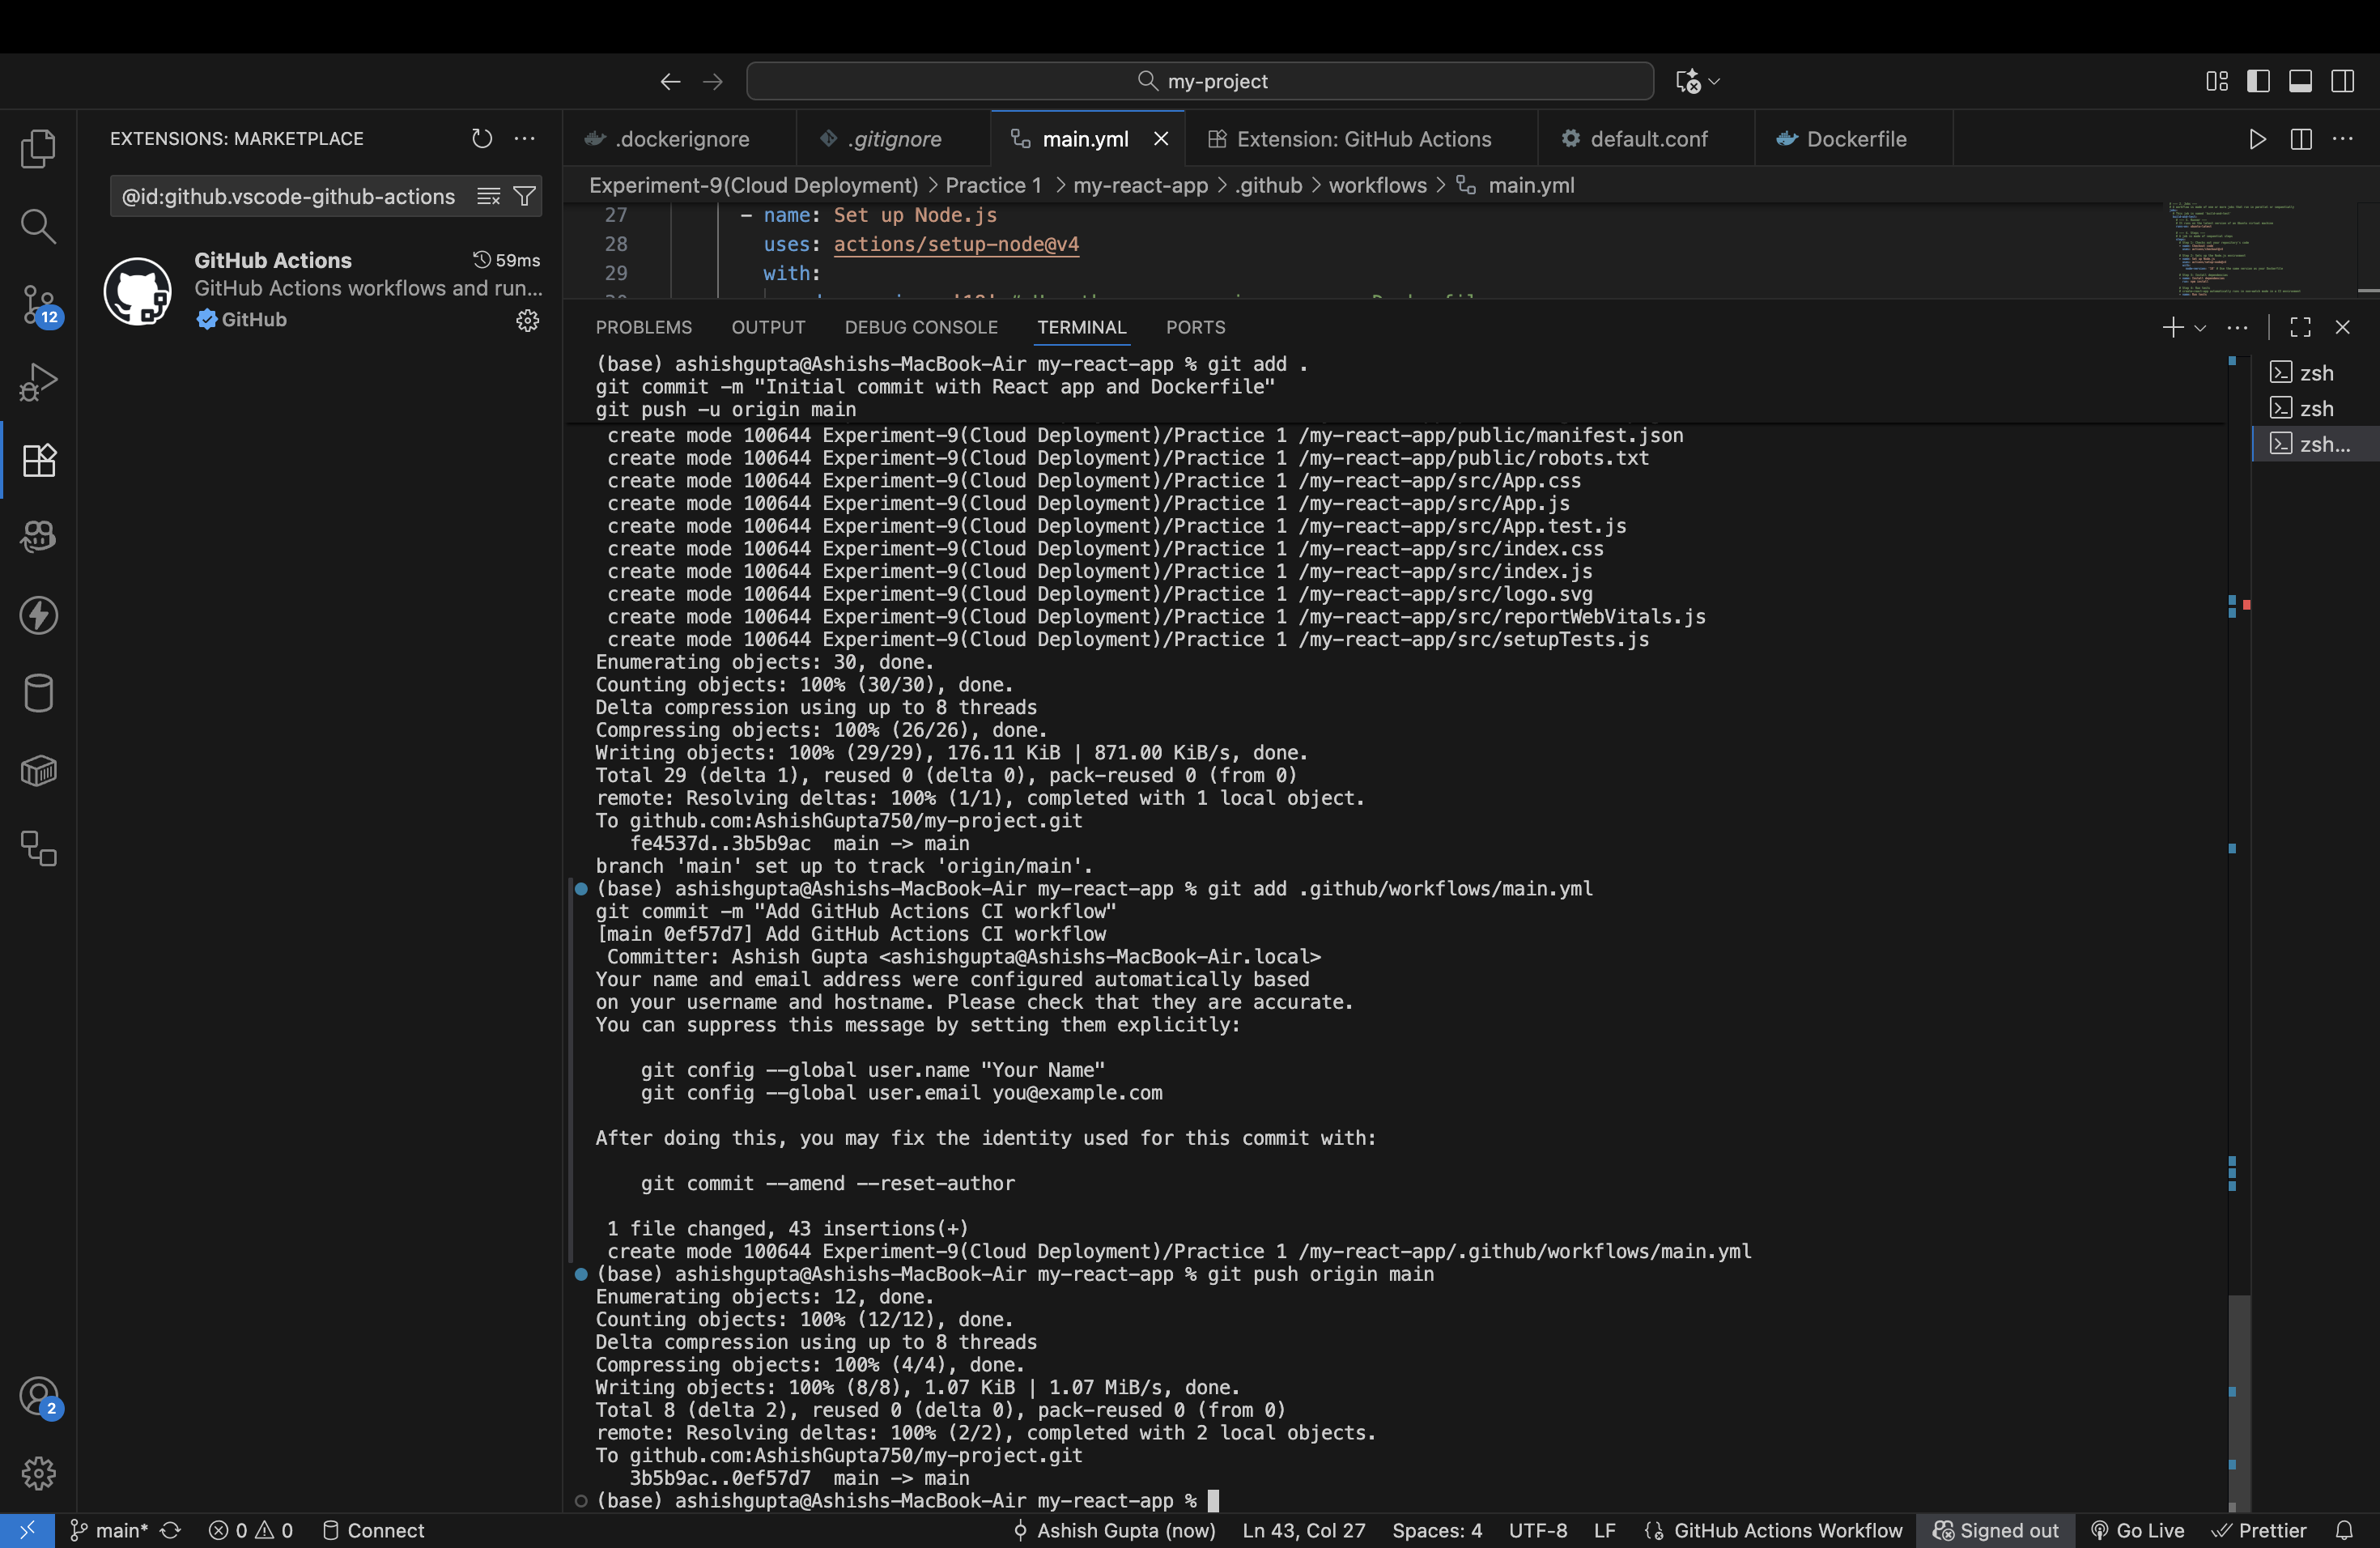 my-project
EXTENSIONS: MARKETPLACE
.dockerignore
.gitignore
main.yml
Extension: GitHub Actions
default.conf
Dockerfile
@id:github.vscode-github-actions
Experiment-9(Cloud Deployment) > Practice 1 > my-react-app > .github > workflows > main.yml
GitHub Actions
59ms
GitHub Actions workflows and run...
GitHub
12
27 - name: Set up Node.js
28 uses: actions/setup-node@v4
29 with:
PROBLEMS OUTPUT DEBUG CONSOLE TERMINAL PORTS
(base) ashishgupta@Ashishs-MacBook-Air my-react-app % git add .
git commit -m "Initial commit with React app and Dockerfile"
git push -u origin main
create mode 100644 Experiment-9(Cloud Deployment)/Practice 1 /my-react-app/public/manifest.json
create mode 100644 Experiment-9(Cloud Deployment)/Practice 1 /my-react-app/public/robots.txt
create mode 100644 Experiment-9(Cloud Deployment)/Practice 1 /my-react-app/src/App.css
create mode 100644 Experiment-9(Cloud Deployment)/Practice 1 /my-react-app/src/App.js
create mode 100644 Experiment-9(Cloud Deployment)/Practice 1 /my-react-app/src/App.test.js
create mode 100644 Experiment-9(Cloud Deployment)/Practice 1 /my-react-app/src/index.css
create mode 100644 Experiment-9(Cloud Deployment)/Practice 1 /my-react-app/src/index.js
create mode 100644 Experiment-9(Cloud Deployment)/Practice 1 /my-react-app/src/logo.svg
create mode 100644 Experiment-9(Cloud Deployment)/Practice 1 /my-react-app/src/reportWebVitals.js
create mode 100644 Experiment-9(Cloud Deployment)/Practice 1 /my-react-app/src/setupTests.js
Enumerating objects: 30, done.
Counting objects: 100% (30/30), done.
Delta compression using up to 8 threads
Compressing objects: 100% (26/26), done.
Writing objects: 100% (29/29), 176.11 KiB | 871.00 KiB/s, done.
Total 29 (delta 1), reused 0 (delta 0), pack-reused 0 (from 0)
remote: Resolving deltas: 100% (1/1), completed with 1 local object.
To github.com:AshishGupta750/my-project.git
fe4537d..3b5b9ac main -> main
branch 'main' set up to track 'origin/main'.
(base) ashishgupta@Ashishs-MacBook-Air my-react-app % git add .github/workflows/main.yml
git commit -m "Add GitHub Actions CI workflow"
[main 0ef57d7] Add GitHub Actions CI workflow
Committer: Ashish Gupta <ashishgupta@Ashishs-MacBook-Air.local>
Your name and email address were configured automatically based
on your username and hostname. Please check that they are accurate.
You can suppress this message by setting them explicitly:
git config --global user.name "Your Name"
git config --global user.email you@example.com
After doing this, you may fix the identity used for this commit with:
git commit --amend --reset-author
1 file changed, 43 insertions(+)
create mode 100644 Experiment-9(Cloud Deployment)/Practice 1 /my-react-app/.github/workflows/main.yml
(base) ashishgupta@Ashishs-MacBook-Air my-react-app % git push origin main
Enumerating objects: 12, done.
Counting objects: 100% (12/12), done.
Delta compression using up to 8 threads
Compressing objects: 100% (4/4), done.
Writing objects: 100% (8/8), 1.07 KiB | 1.07 MiB/s, done.
Total 8 (delta 2), reused 0 (delta 0), pack-reused 0 (from 0)
remote: Resolving deltas: 100% (2/2), completed with 2 local objects.
To github.com:AshishGupta750/my-project.git
3b5b9ac..0ef57d7 main -> main
(base) ashishgupta@Ashishs-MacBook-Air my-react-app %
zsh
zsh
zsh...
2
main* 0 0 Connect Ashish Gupta (now) Ln 43, Col 27 Spaces: 4 UTF-8 LF GitHub Actions Workflow Signed out Go Live Prettier